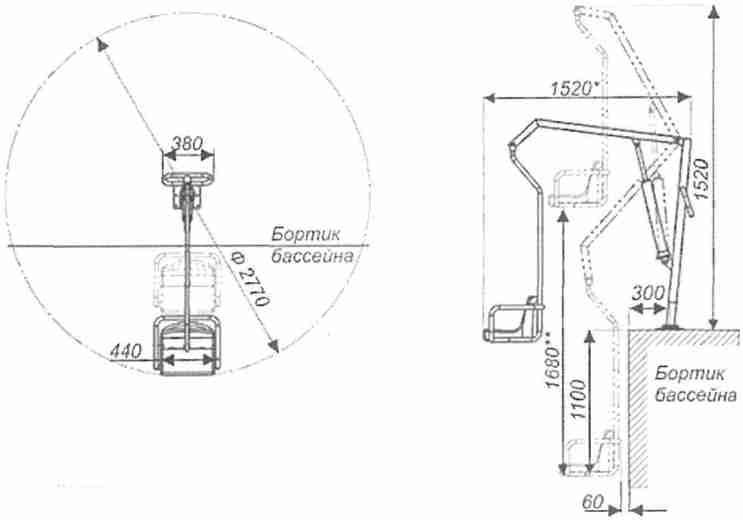 380
Бортик
бассейна
Ф 2770
440
1520*
1520
300
1680**
1100
Бортик
бассейна
60